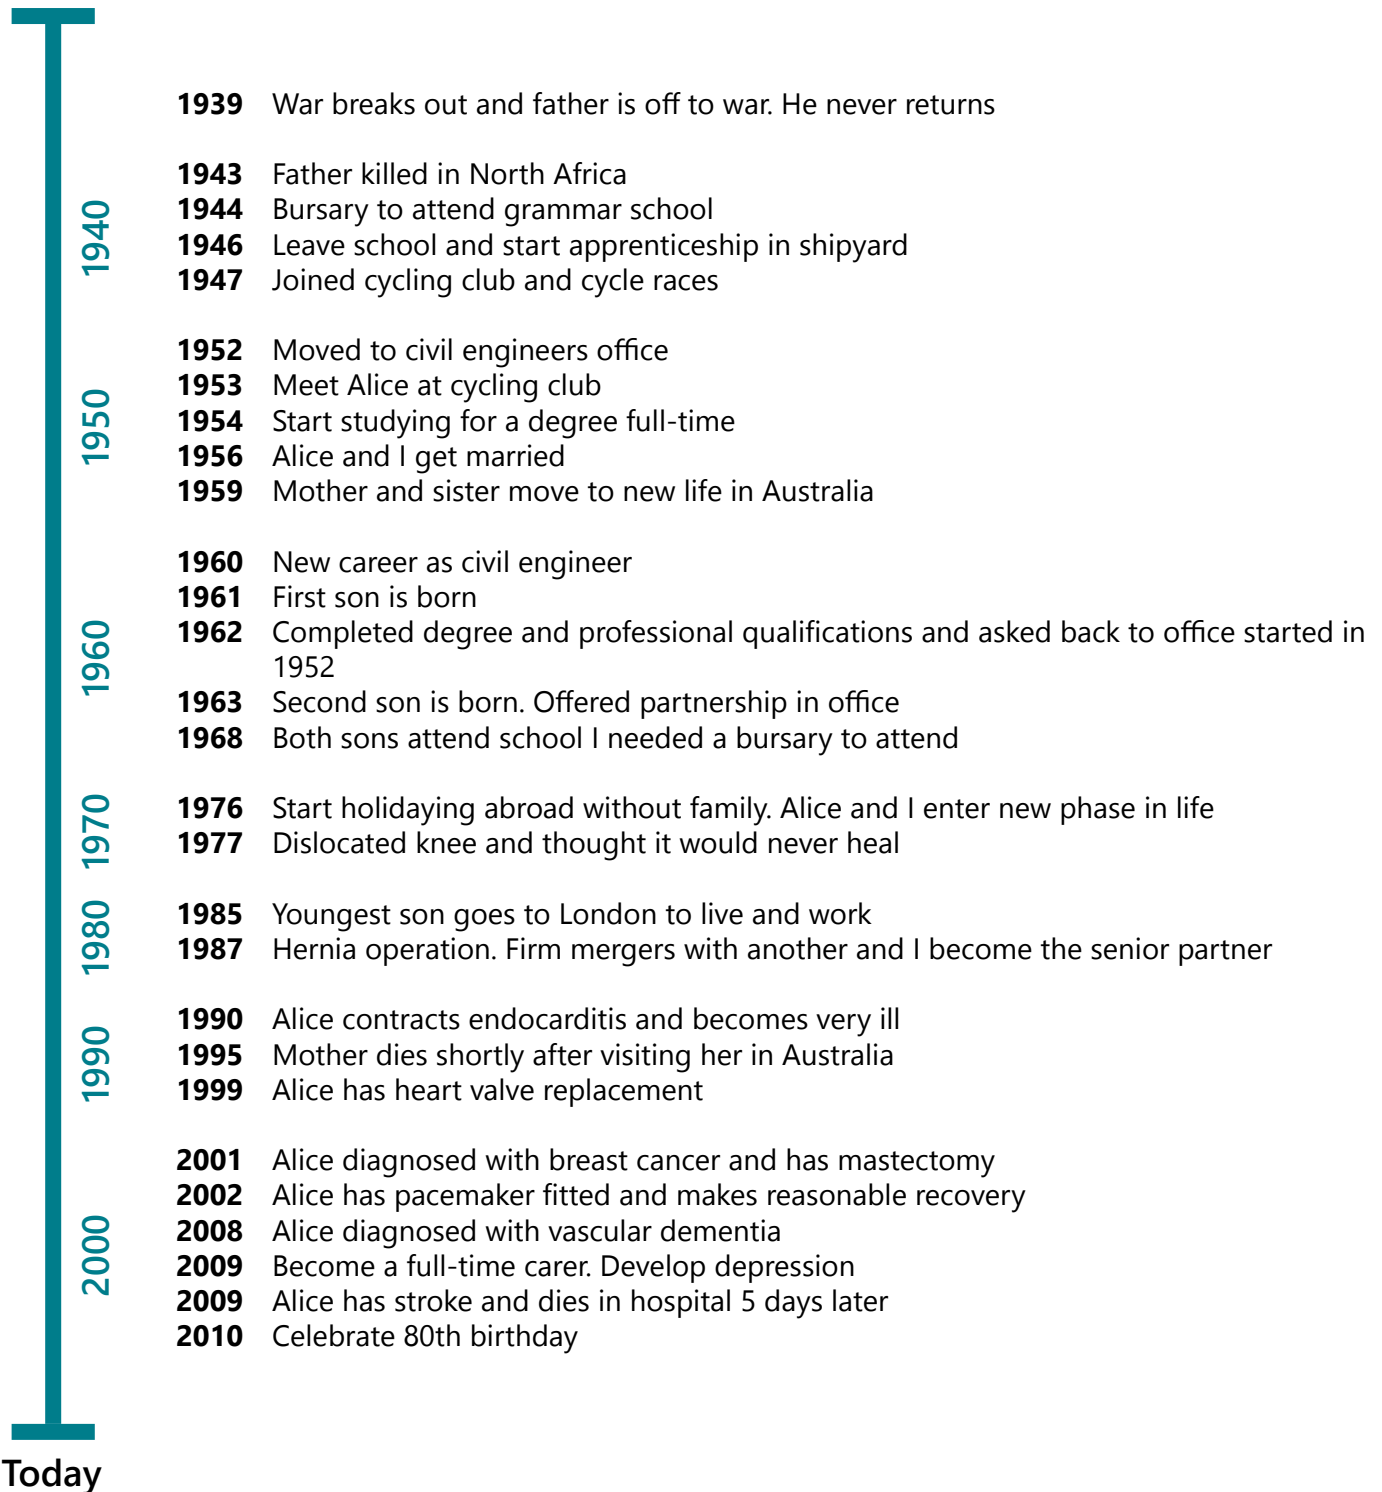 1939 War breaks out and father is off to war. He never returns
1940
1943 Father killed in North Africa
1944 Bursary to attend grammar school
1946 Leave school and start apprenticeship in shipyard
1947 Joined cycling club and cycle races
1950
1952 Moved to civil engineers office
1953 Meet Alice at cycling club
1954 Start studying for a degree full-time
1956 Alice and I get married
1959 Mother and sister move to new life in Australia
1960
1960 New career as civil engineer
1961 First son is born
1962 Completed degree and professional qualifications and asked back to office started in
1952
1963 Second son is born. Offered partnership in office
1968 Both sons attend school I needed a bursary to attend
1970
1976 Start holidaying abroad without family. Alice and I enter new phase in life
1977 Dislocated knee and thought it would never heal
1980
1985 Youngest son goes to London to live and work
1987 Hernia operation. Firm mergers with another and I become the senior partner
1990
1990 Alice contracts endocarditis and becomes very ill
1995 Mother dies shortly after visiting her in Australia
1999 Alice has heart valve replacement
2000
2001 Alice diagnosed with breast cancer and has mastectomy
2002 Alice has pacemaker fitted and makes reasonable recovery
2008 Alice diagnosed with vascular dementia
2009 Become a full-time carer. Develop depression
2009 Alice has stroke and dies in hospital 5 days later
2010 Celebrate 80th birthday
Today